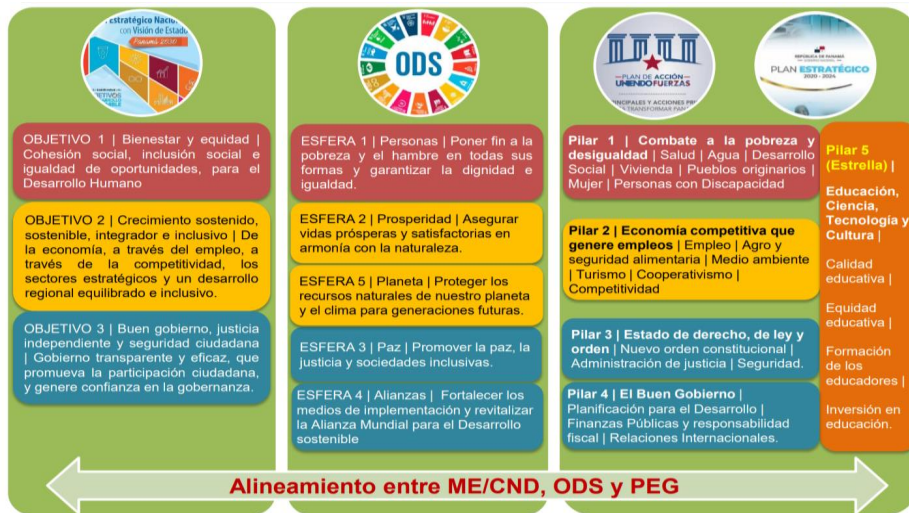 Estratégico Nacio
con Visión de Estado
Panamá 2030
ODS
PLAN DE ACCIÓN
UNIENDO FUERZAS
REPÚBLICA DE PANAMÁ
PLAN ESTRATÉGICO
2020 - 2024
OBJETIVO 1 | Bienestar y equidad |
Cohesión social, inclusión social e
igualdad de oportunidades, para el
Desarrollo Humano
OBJETIVO 2 | Crecimiento sostenido,
sostenible, integrador e inclusivo | De
la economía, a través del empleo, a
través de la competitividad, los
sectores estratégicos y un desarrollo
regional equilibrado e inclusivo.
OBJETIVO 3 | Buen gobierno, justicia
independiente y seguridad ciudadana
| Gobierno transparente y eficaz, que
promueva la participación ciudadana,
y genere confianza en la gobernanza.
ESFERA 1 | Personas | Poner fin a la
pobreza y el hambre en todas sus
formas y garantizar la dignidad e
igualdad.
ESFERA 2 | Prosperidad | Asegurar
vidas prósperas y satisfactorias en
armonía con la naturaleza.
ESFERA 5 | Planeta | Proteger los
recursos naturales de nuestro planeta
y el clima para generaciones futuras.
ESFERA 3 | Paz | Promover la paz, la
justicia y sociedades inclusivas.
ESFERA 4 | Alianzas | Fortalecer los
medios de implementación y revitalizar
la Alianza Mundial para el Desarrollo
sostenible
Pilar 1 | Combate a la pobreza y
desigualdad | Salud | Agua | Desarrollo
Social | Vivienda | Pueblos originarios |
Mujer | Personas con Discapacidad
Pilar 2 | Economía competitiva que
genere empleos | Empleo | Agro y
seguridad alimentaria | Medio ambiente
| Turismo | Cooperativismo |
Competitividad
Pilar 3 | Estado de derecho, de ley y
orden | Nuevo orden constitucional |
Administración de justicia | Seguridad.
Pilar 4 | El Buen Gobierno |
Planificación para el Desarrollo |
Finanzas Públicas y responsabilidad
fiscal | Relaciones Internacionales.
Pilar 5
(Estrella) |
Educación,
Ciencia,
Tecnología y
Cultura |
Calidad
educativa |
Equidad
educativa |
Formación
de los
educadores |
Inversión en
educación.
Alineamiento entre ME/CND, ODS y PEG